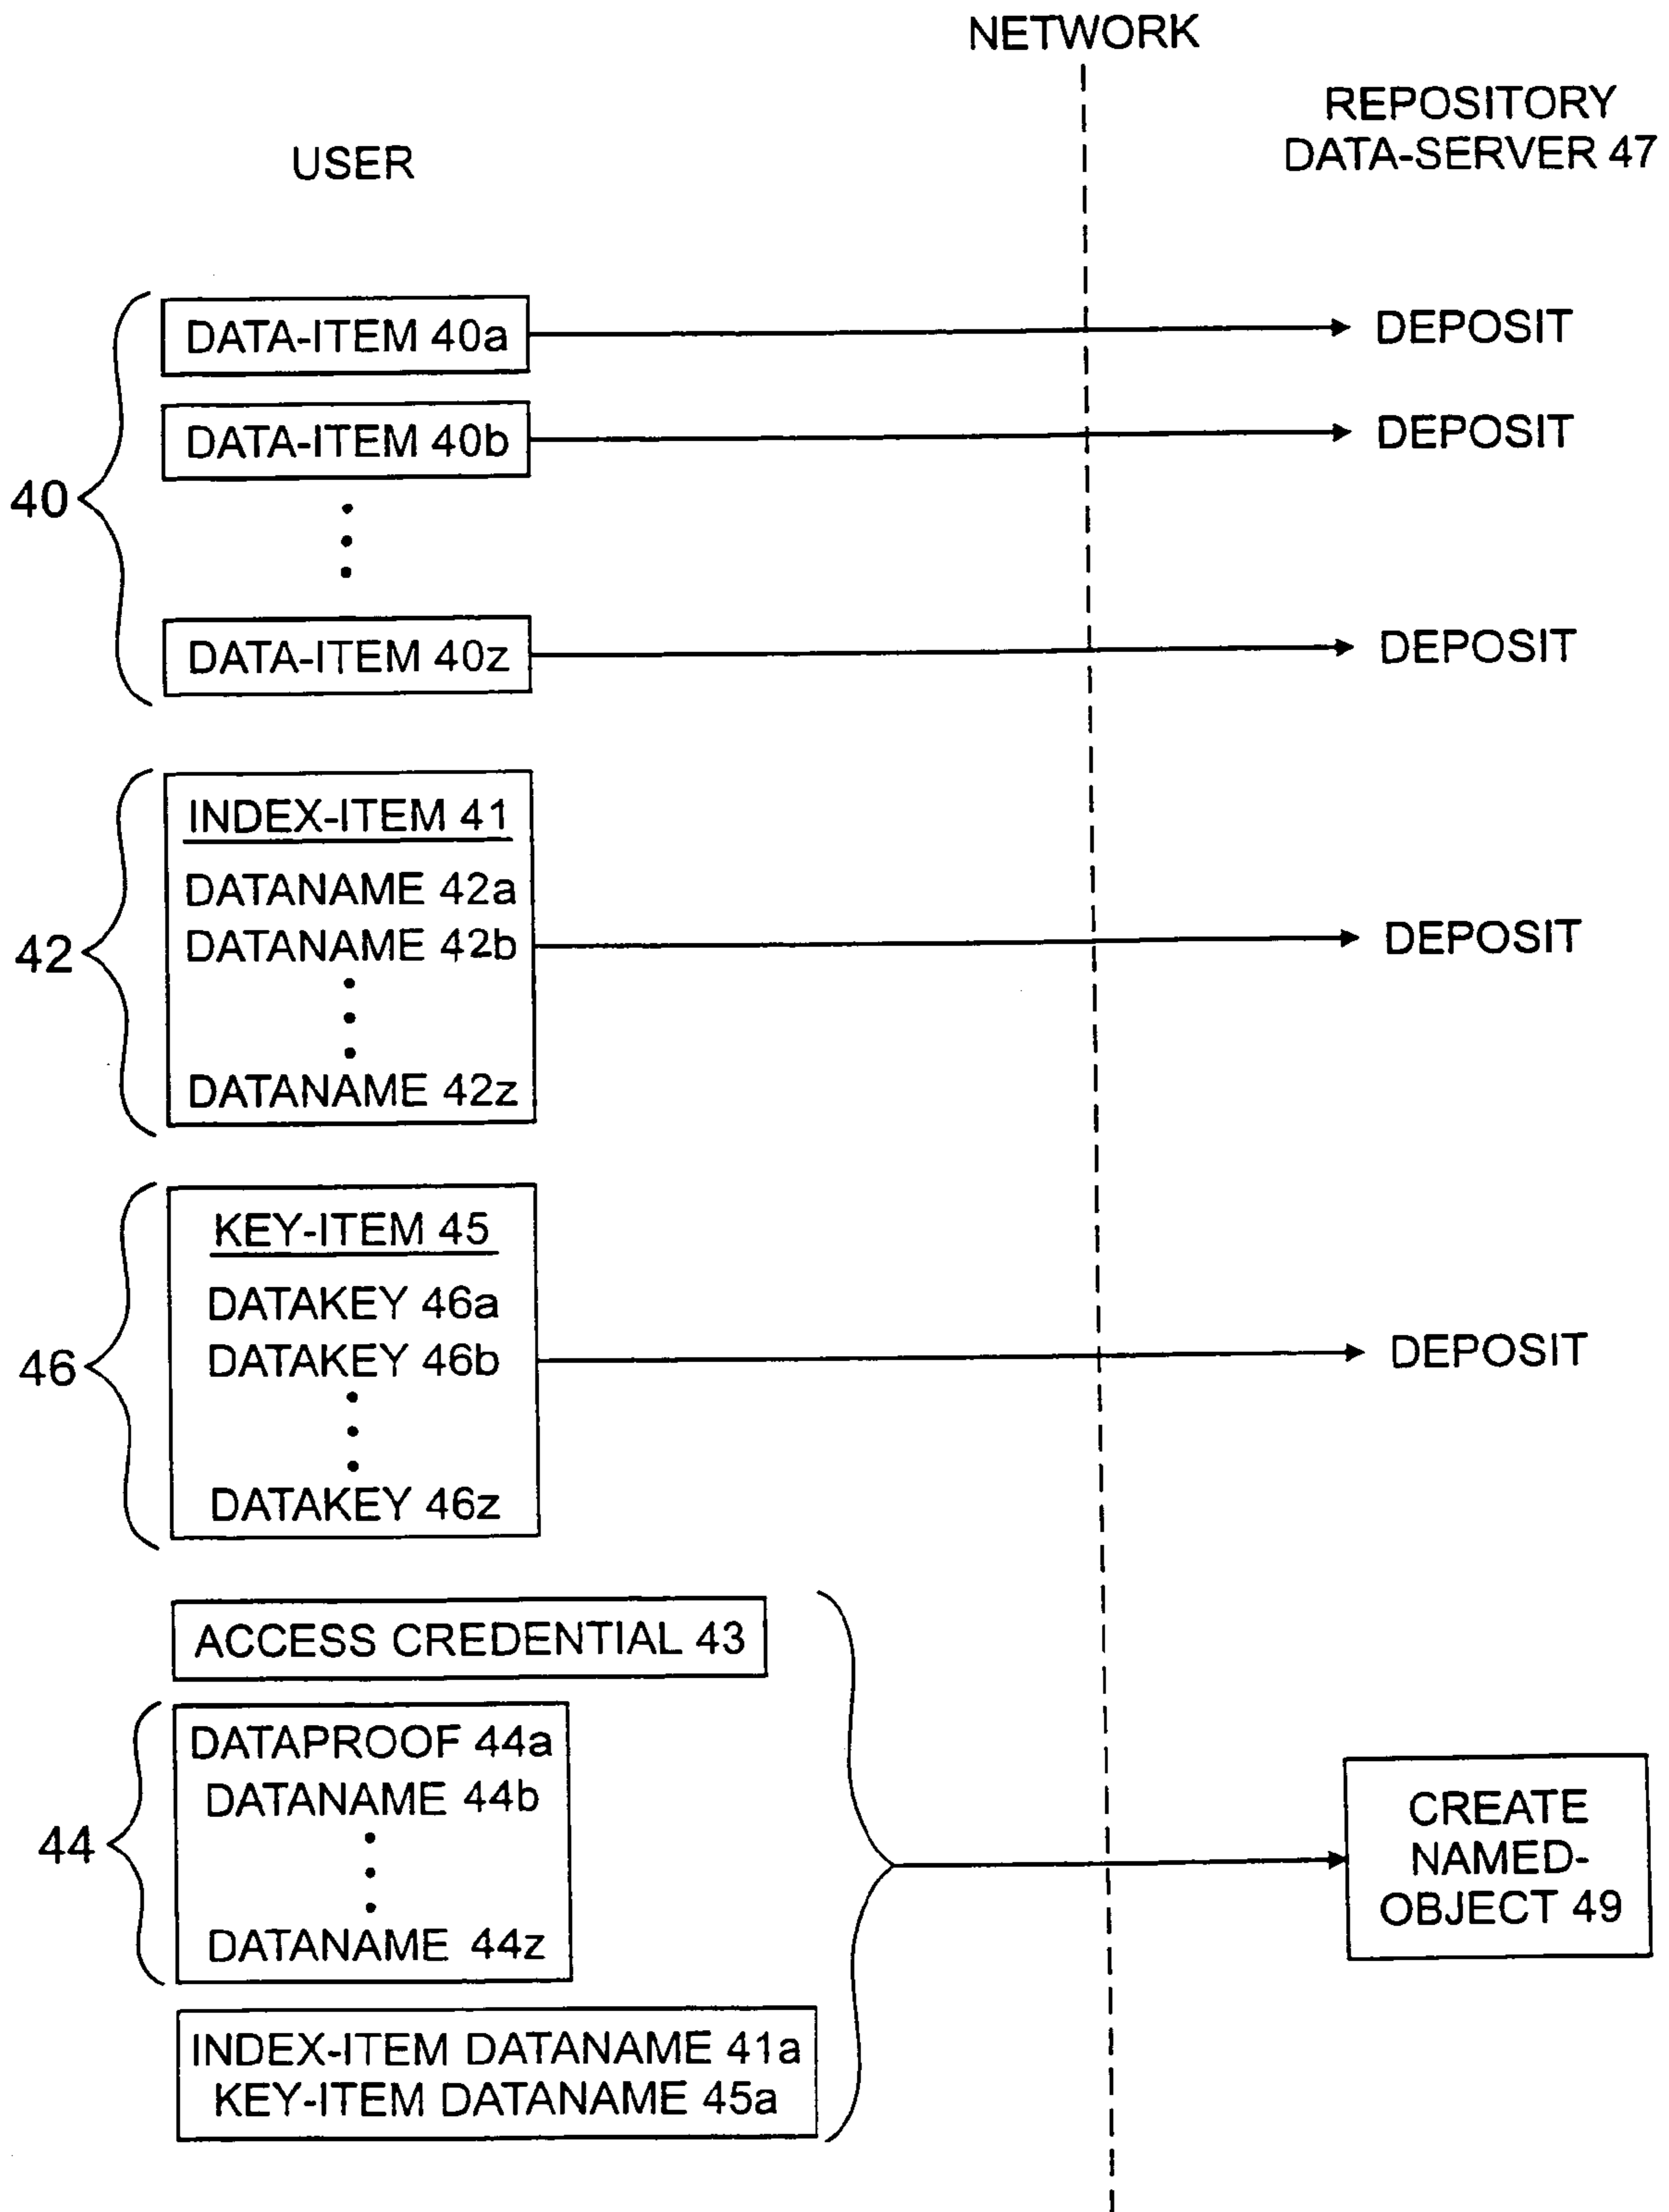 NETWORK
REPOSITORY
DATA-SERVER 47
USER
40
DATA-ITEM 40a
DEPOSIT
DATA-ITEM 40b
DEPOSIT
DATA-ITEM 40z
DEPOSIT
42
INDEX-ITEM 41
DATANAME 42a
DATANAME 42b
DATANAME 42z
DEPOSIT
46
KEY-ITEM 45
DATAKEY 46a
DATAKEY 46b
DATAKEY 46z
DEPOSIT
ACCESS CREDENTIAL 43
44
DATAPROOF 44a
DATANAME 44b
DATANAME 44z
INDEX-ITEM DATANAME 41a
KEY-ITEM DATANAME 45a
CREATE
NAMED-
OBJECT 49